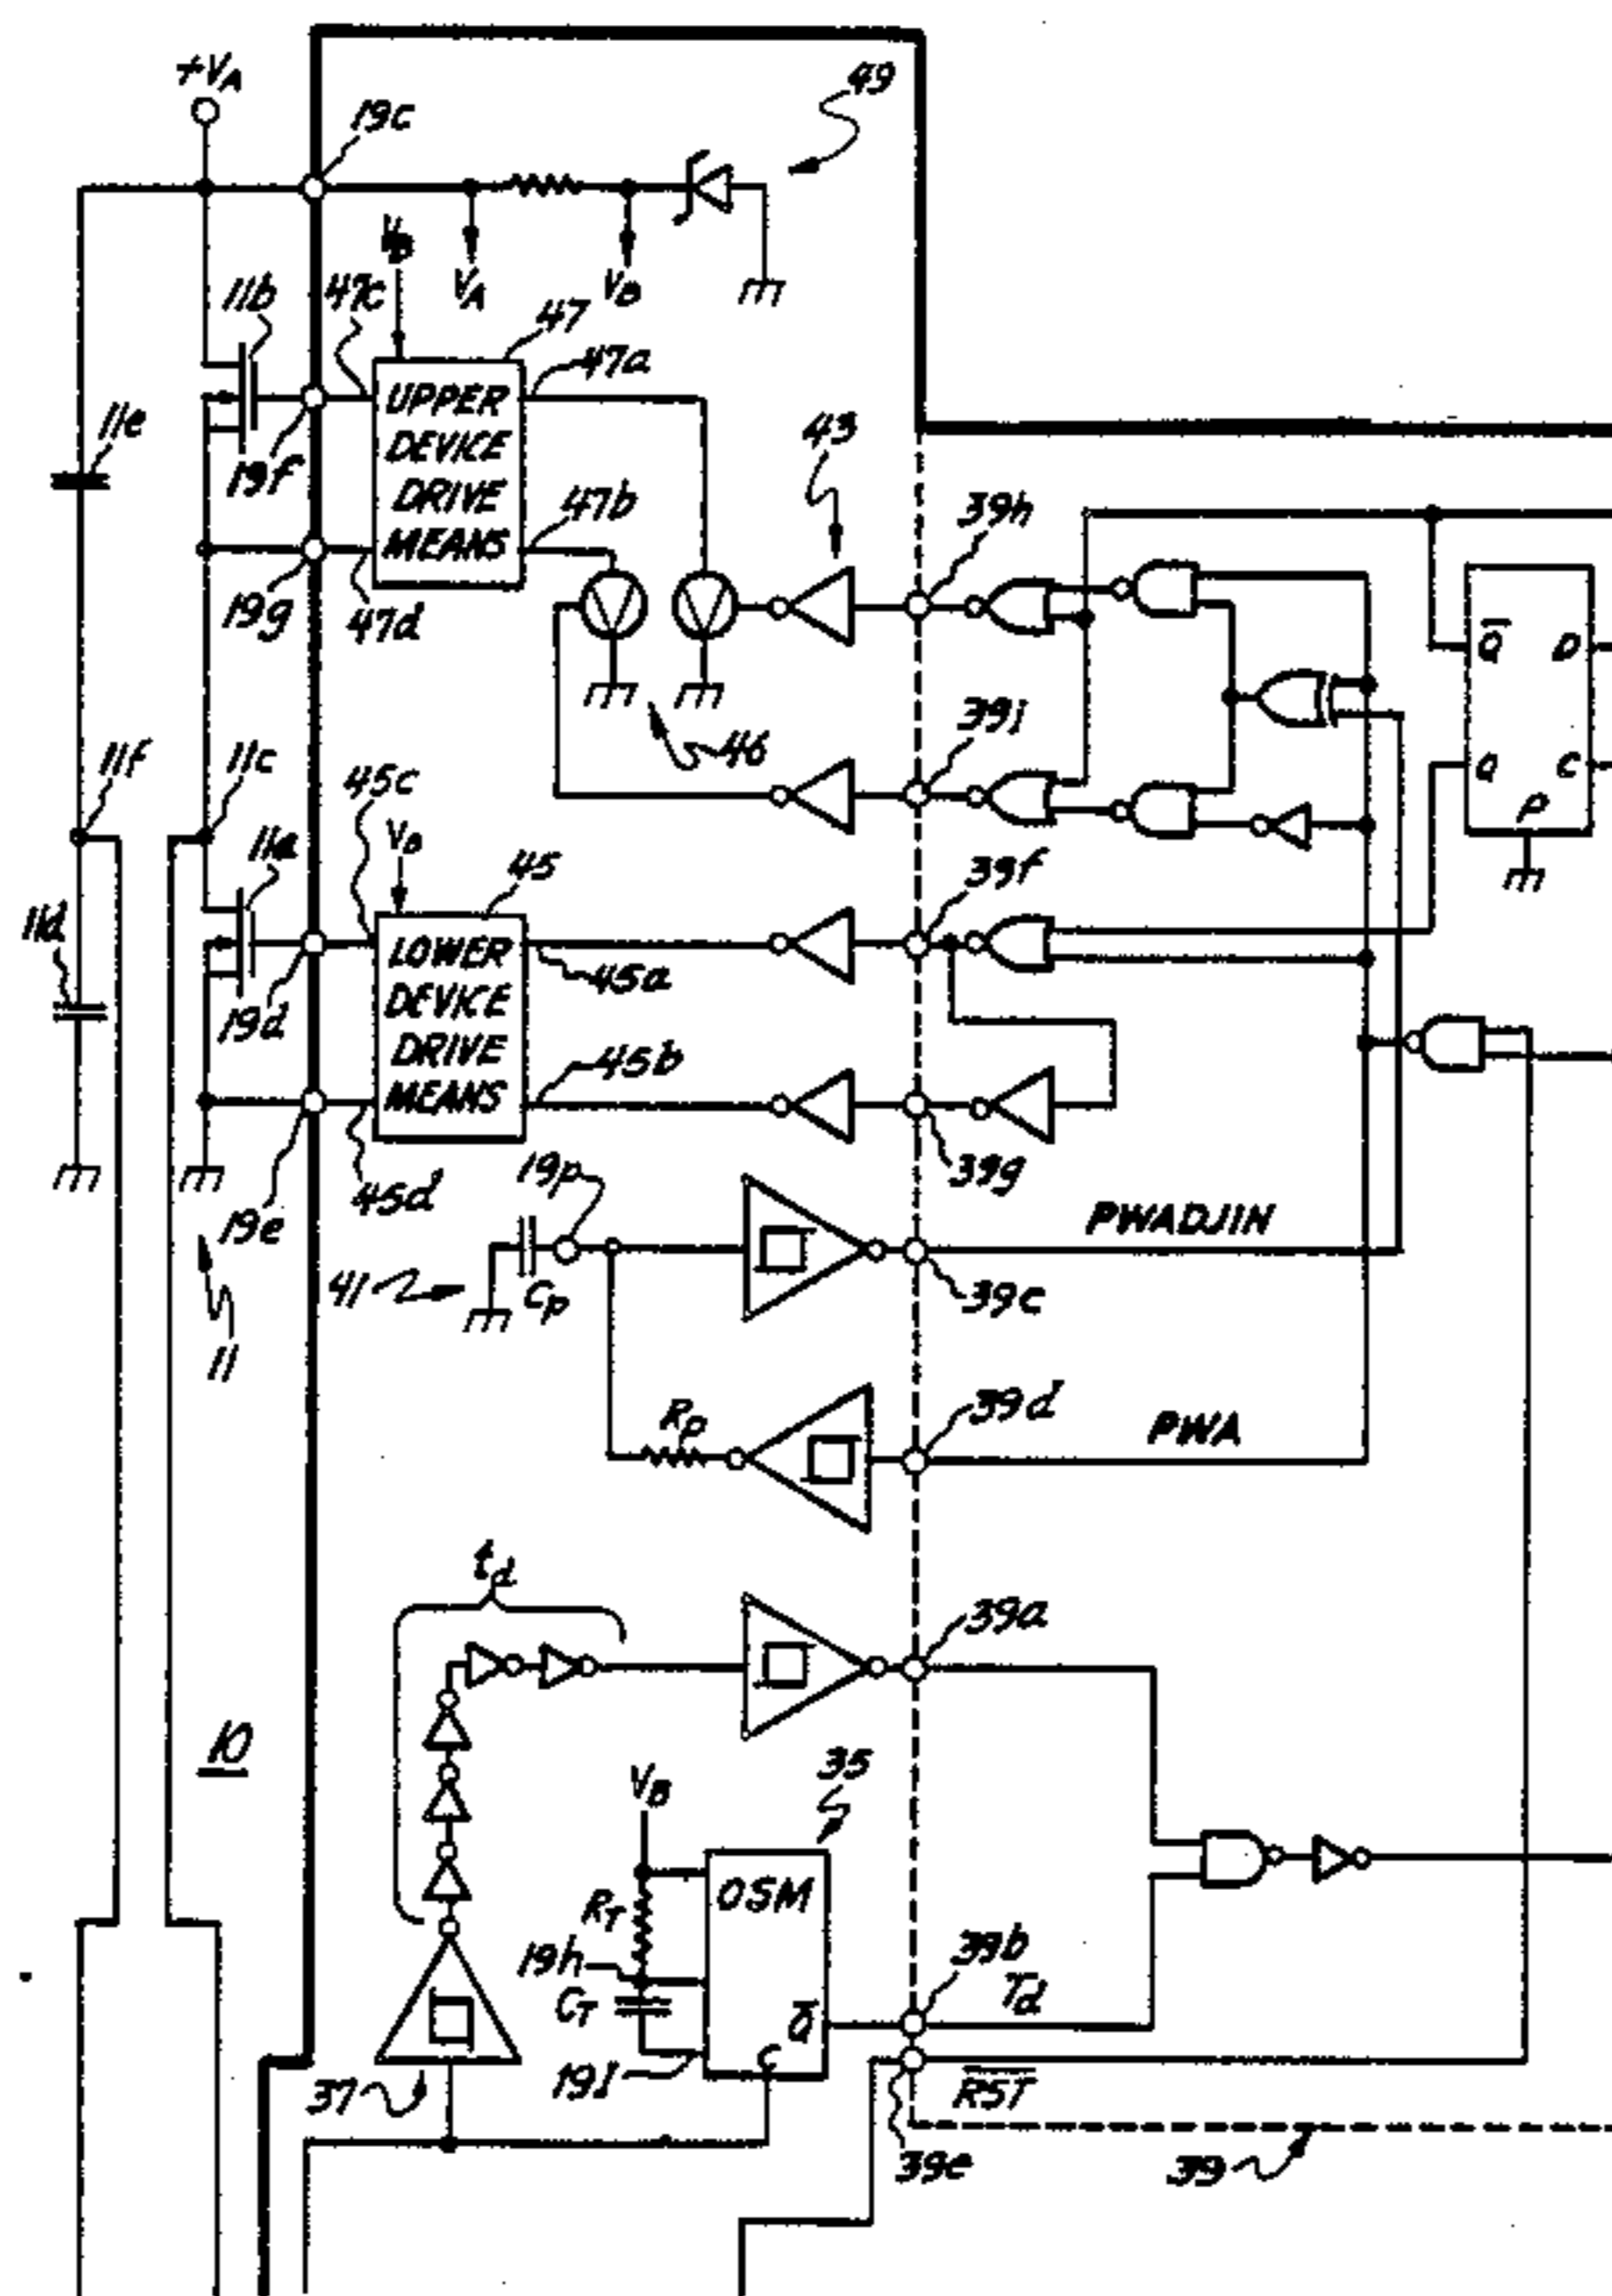 +VA
49
19c
VB
VA
VB
11b
47c
47
47a
UPPER
DEVICE
DRIVE
MEANS
11e
43
19f
47b
39h
19g
47d
Q
D
46
39j
11f
11c
45c
Q
C
P
11a
VB
45
39f
11d
LOWER
DEVICE
DRIVE
MEANS
45a
19d
45b
19p
39g
19e
45d
PWADJIN
41
Cp
39c
11
Rp
39d
PWA
td
39a
10
35
VB
OSM
RT
19h
39b
CT
Q
Td
19I
C
37
RST
39e
39